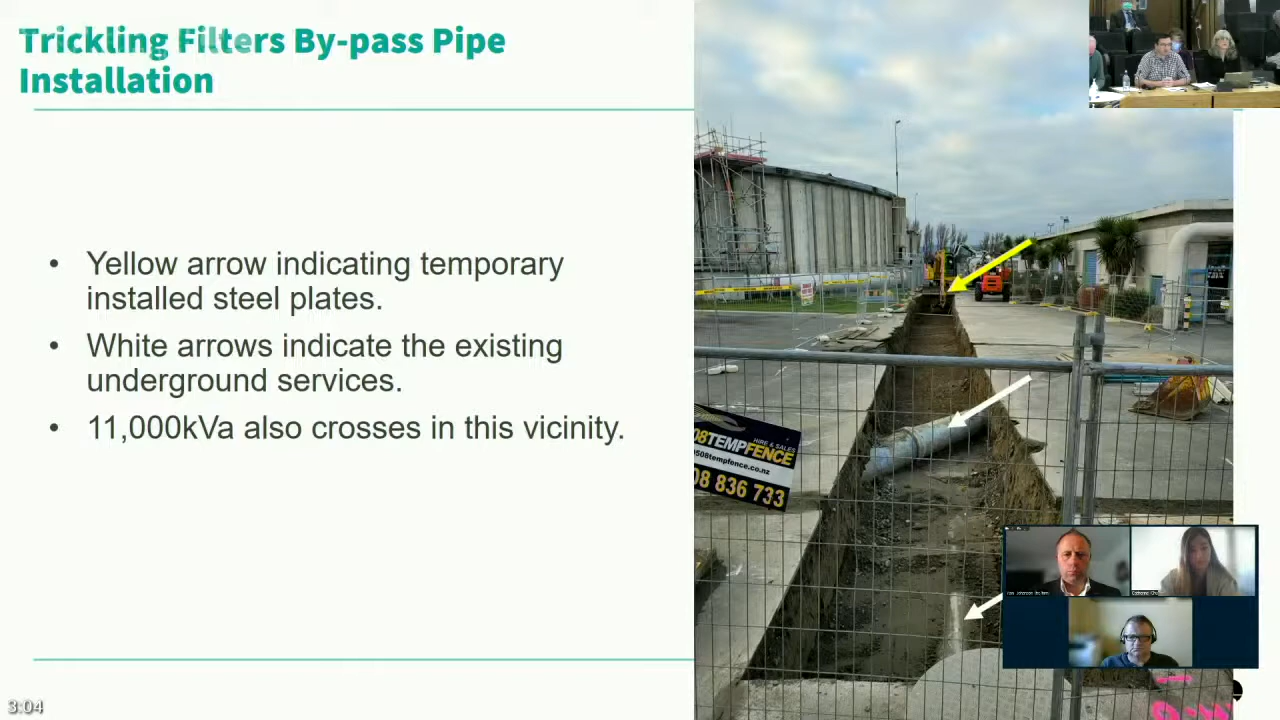 Trickling Filters By-pass Pipe
Installation
• Yellow arrow indicating temporary
installed steel plates.
• White arrows indicate the existing
underground services.
• 11,000kVa also crosses in this vicinity.
08TEMPFENCE
HIRE & SALES
0508tempfence.co.nz
08 836 733
3:04